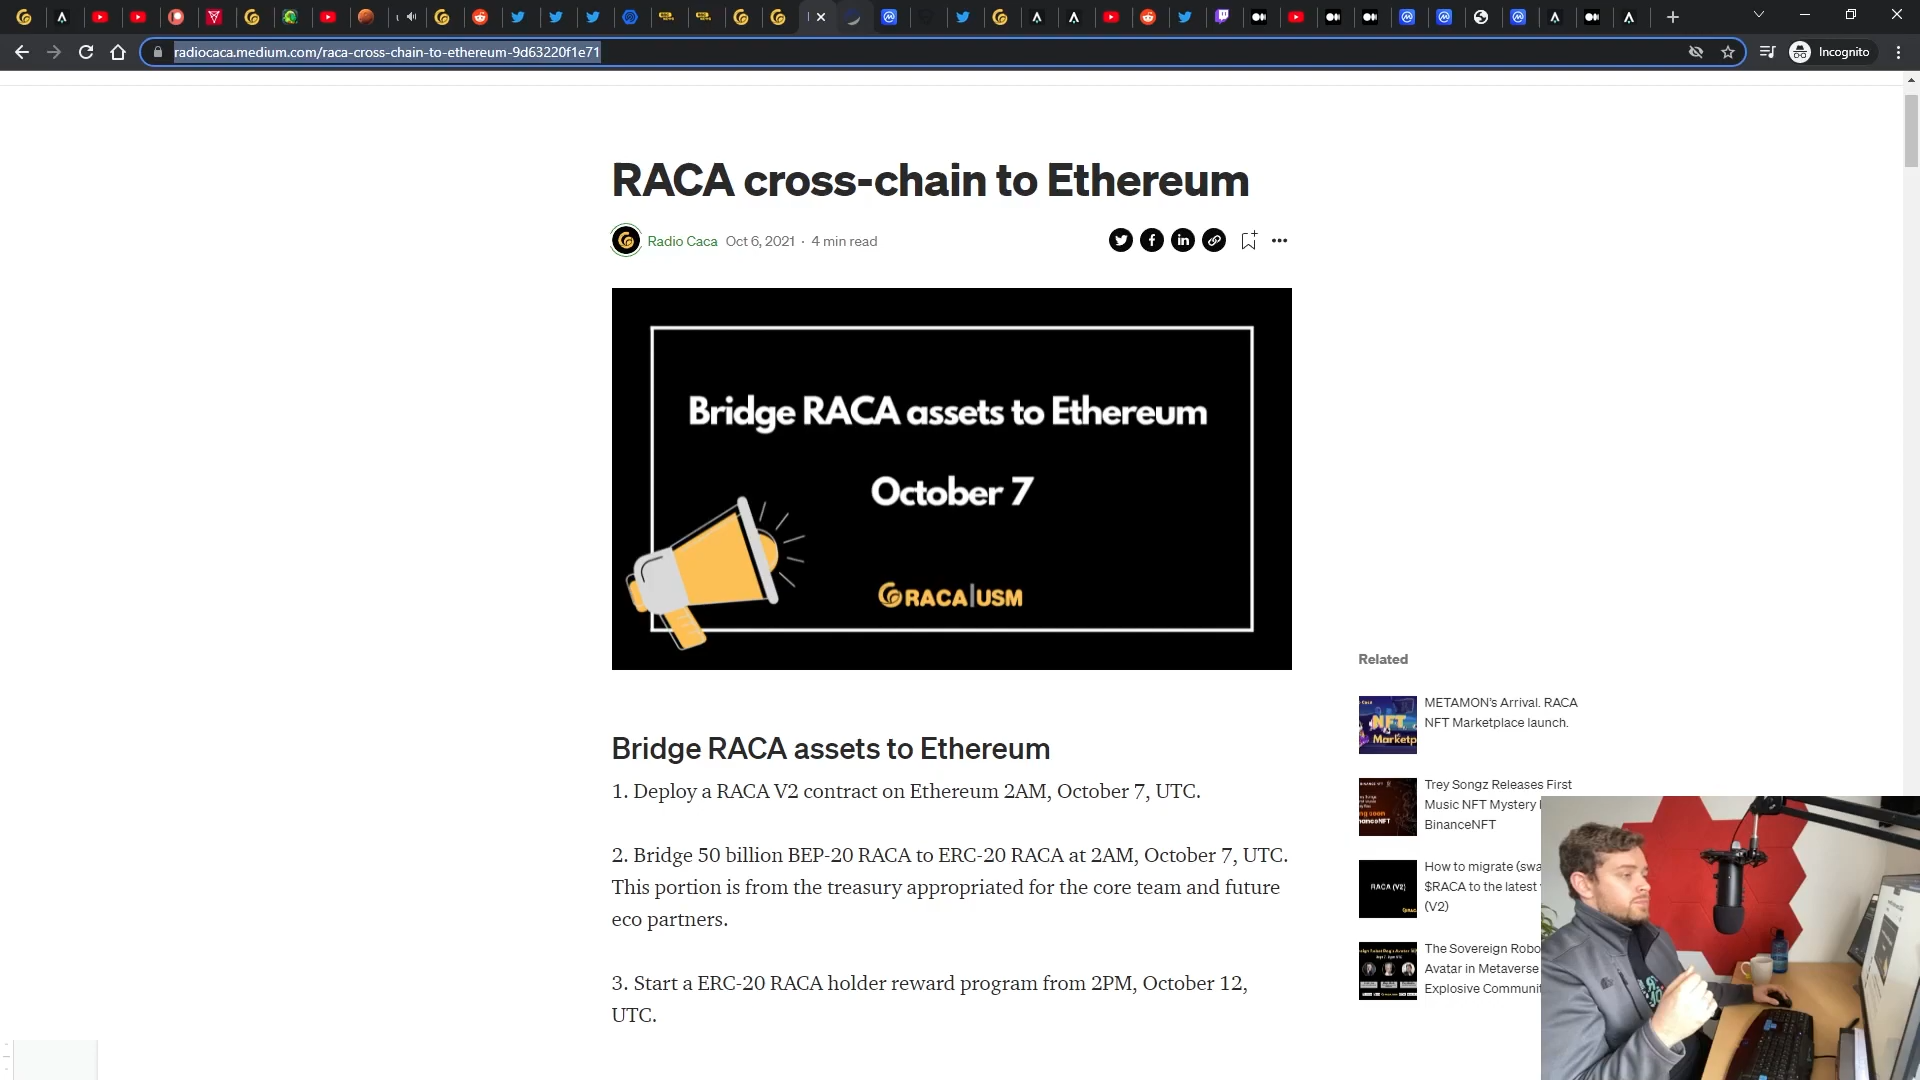 radiocaca.medium.com/raca-cross-chain-to-ethereum-9d63220f1e71
Incognito
RACA cross-chain to Ethereum
Radio Caca Oct 6, 2021 · 4 min read
Bridge RACA assets to Ethereum
October 7
RACA|USM
Related
METAMON's Arrival. RACA
NFT Marketplace launch.
Bridge RACA assets to Ethereum
1. Deploy a RACA V2 contract on Ethereum 2AM, October 7, UTC.
Trey Songz Releases First
Music NFT Mystery
BinanceNFT
2. Bridge 50 billion BEP-20 RACA to ERC-20 RACA at 2AM, October 7, UTC.
This portion is from the treasury appropriated for the core team and future
eco partners.
How to migrate (swa
$RACA to the latest
(V2)
RACA (V2)
3. Start a ERC-20 RACA holder reward program from 2PM, October 12,
UTC.
The Sovereign Robo
Avatar in Metaverse
Explosive Communi